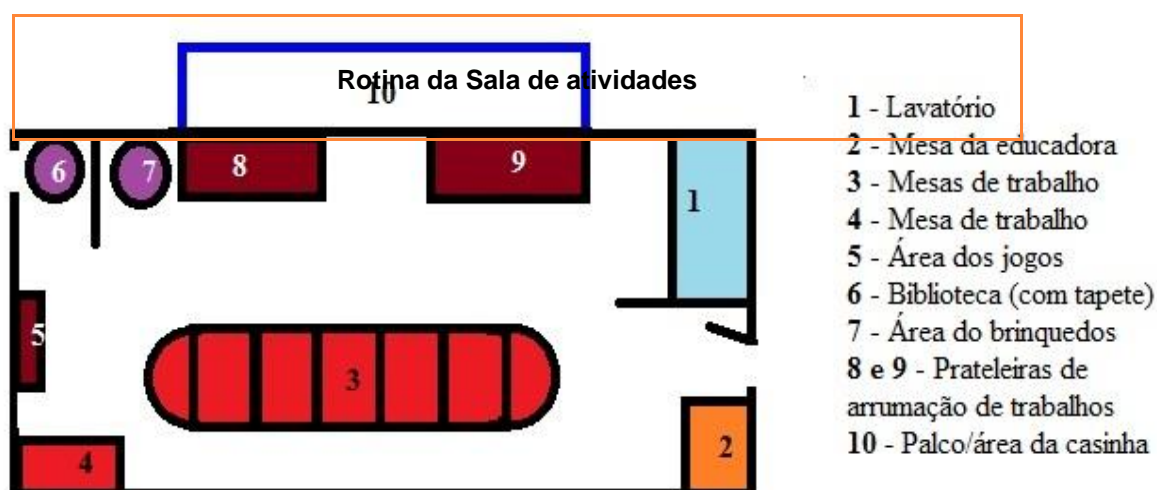 Rotina da Sala de atividades
10
6
7
8
9
1
5
3
4
2
1 - Lavatório
2 - Mesa da educadora
3 - Mesas de trabalho
4 - Mesa de trabalho
5 - Área dos jogos
6 - Biblioteca (com tapete)
7 - Área do brinquedos
8 e 9 - Prateleiras de
arrumação de trabalhos
10 - Palco/área da casinha